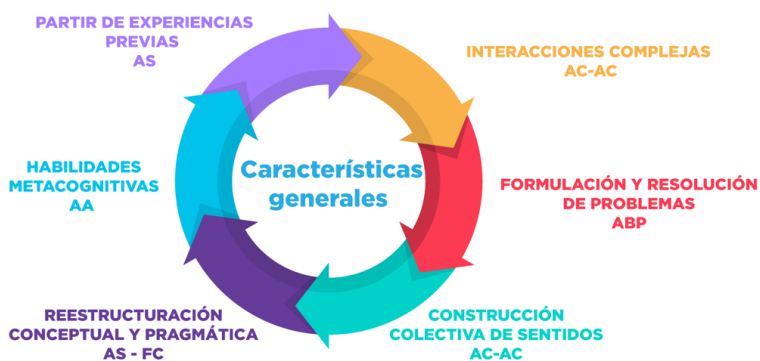 PARTIR DE EXPERIENCIAS
PREVIAS
AS
INTERACCIONES COMPLEJAS
AC-AC
FORMULACIÓN Y RESOLUCIÓN
DE PROBLEMAS
ABP
CONSTRUCCIÓN
COLECTIVA DE SENTIDOS
AC-AC
REESTRUCTURACIÓN
CONCEPTUAL Y PRAGMÁTICA
AS - FC
HABILIDADES
METACOGNITIVAS
AA
Características
generales